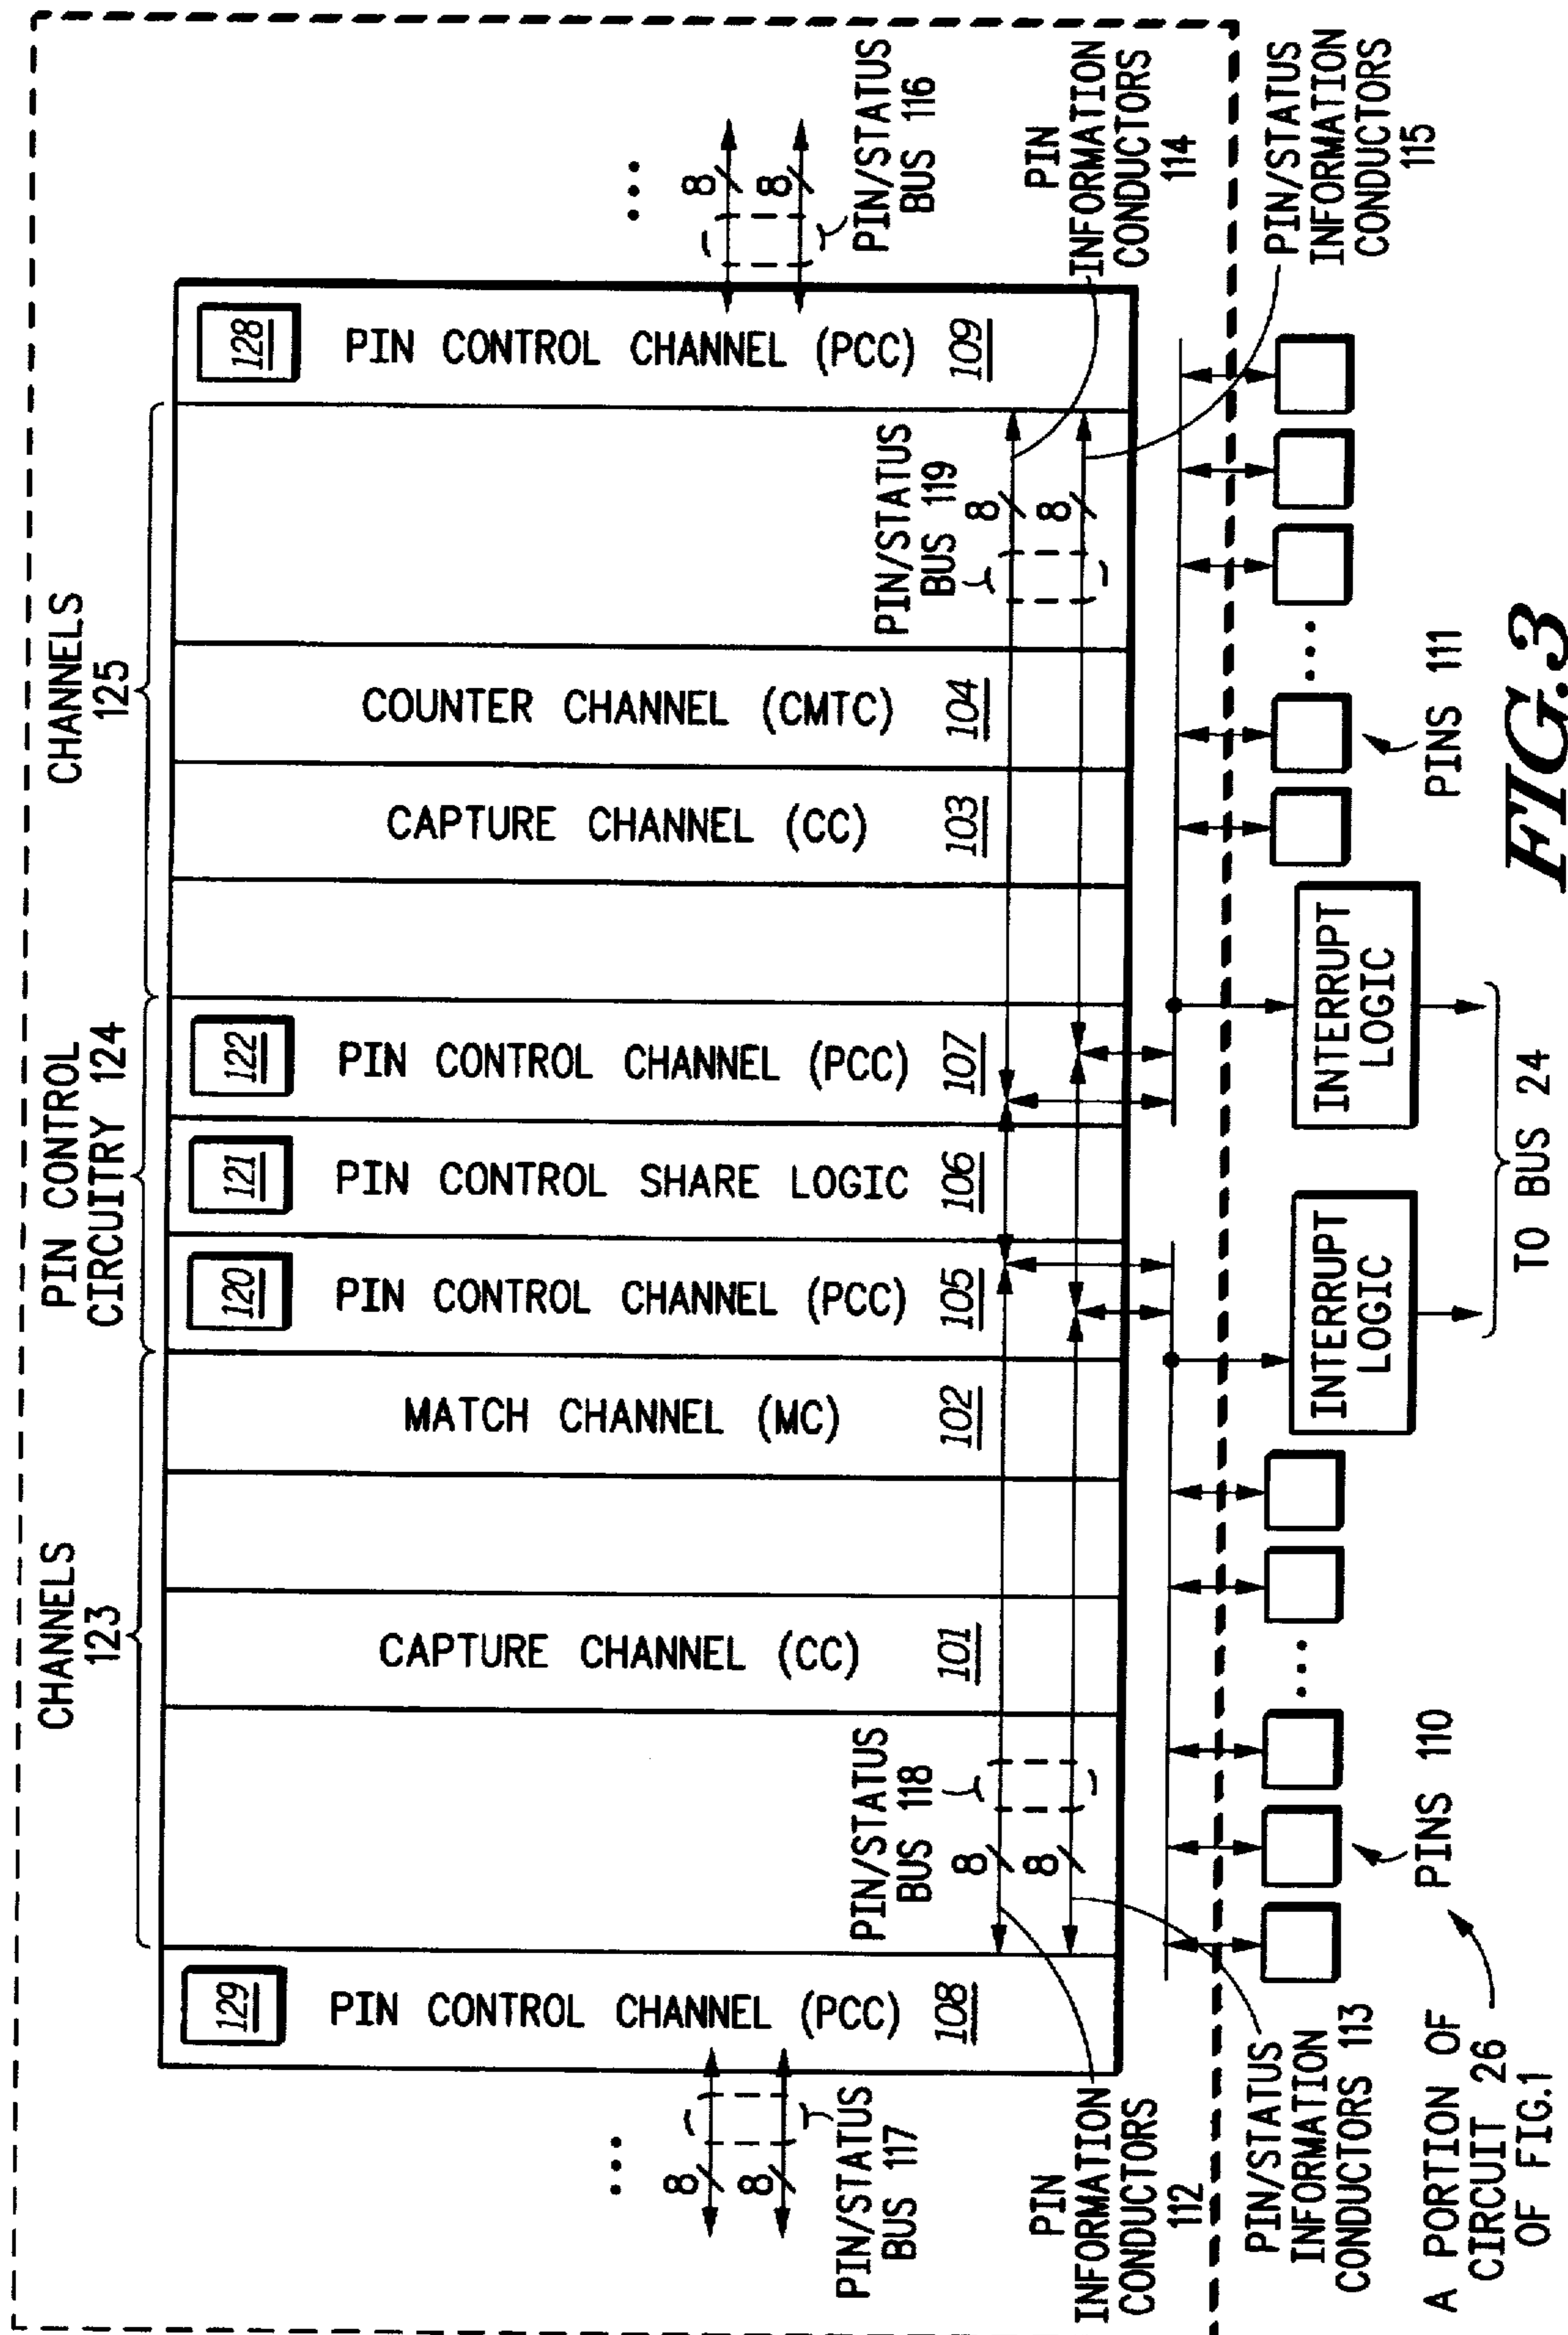 CHANNELS
123
PIN CONTROL
CIRCUITRY 124
CHANNELS
125
129
PIN CONTROL CHANNEL (PCC) 108
CAPTURE CHANNEL (CC) 101
MATCH CHANNEL (MC) 102
120
PIN CONTROL CHANNEL (PCC) 105
121
PIN CONTROL SHARE LOGIC 106
122
PIN CONTROL CHANNEL (PCC) 107
CAPTURE CHANNEL (CC) 103
COUNTER CHANNEL (CMTC) 104
128
PIN CONTROL CHANNEL (PCC) 109
...
8
8
PIN/STATUS
BUS 117
PIN/STATUS
BUS 118
8
8
PIN/STATUS
BUS 119
8
8
...
8
8
PIN/STATUS
BUS 116
PIN
INFORMATION
CONDUCTORS
112
PIN/STATUS
INFORMATION
CONDUCTORS 113
PIN
INFORMATION
CONDUCTORS
114
PIN/STATUS
INFORMATION
CONDUCTORS
115
...
PINS 110
INTERRUPT
LOGIC
INTERRUPT
LOGIC
TO BUS 24
...
PINS 111
A PORTION OF
CIRCUIT 26
OF FIG.1
FIG.3